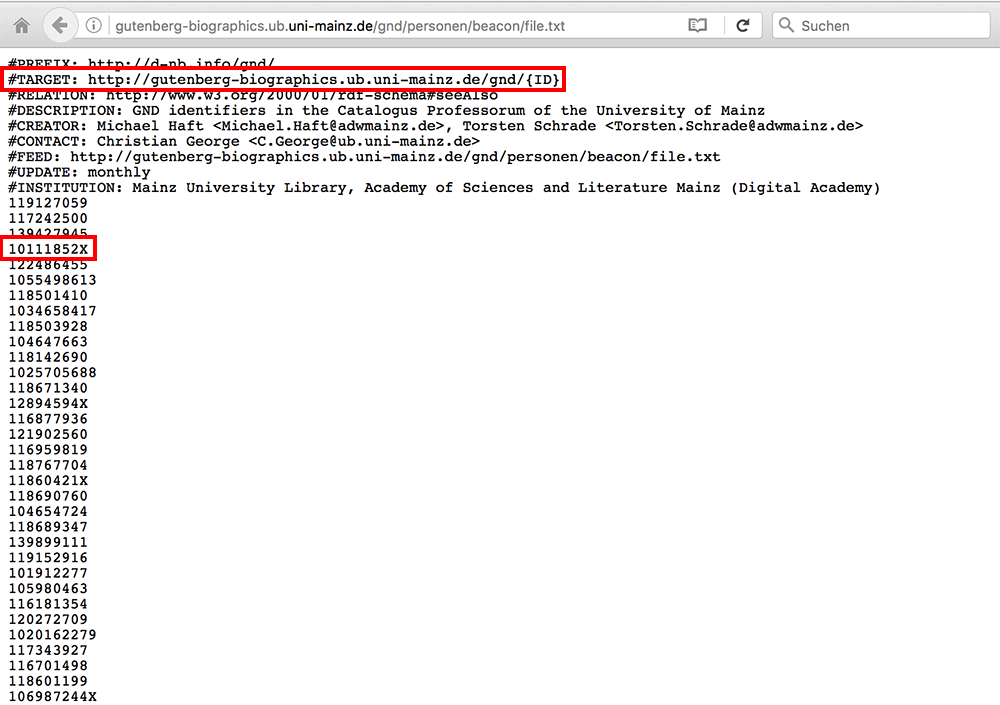 gutenberg-biographics.ub.uni-mainz.de/gnd/personen/beacon/file.txt
Suchen
#PREFIX: http://d-nb.info/gnd/
#TARGET: http://gutenberg-biographics.ub.uni-mainz.de/gnd/{ID}
#RELATION: http://www.w3.org/2000/01/rdf-schema#seeAlso
#DESCRIPTION: GND identifiers in the Catalogus Professorum of the University of Mainz
#CREATOR: Michael Haft <Michael.Haft@adwmainz.de>, Torsten Schrade <Torsten.Schrade@adwmainz.de>
#CONTACT: Christian George <C.George@ub.uni-mainz.de>
#FEED: http://gutenberg-biographics.ub.uni-mainz.de/gnd/personen/beacon/file.txt
#UPDATE: monthly
#INSTITUTION: Mainz University Library, Academy of Sciences and Literature Mainz (Digital Academy)
119127059
117242500
139427945
10111852X
122486455
1055498613
118501410
1034658417
118503928
104647663
118142690
1025705688
118671340
12894594X
116877936
121902560
116959819
118767704
11860421X
118690760
104654724
118689347
139899111
119152916
101912277
105980463
116181354
120272709
1020162279
117343927
116701498
118601199
106987244X